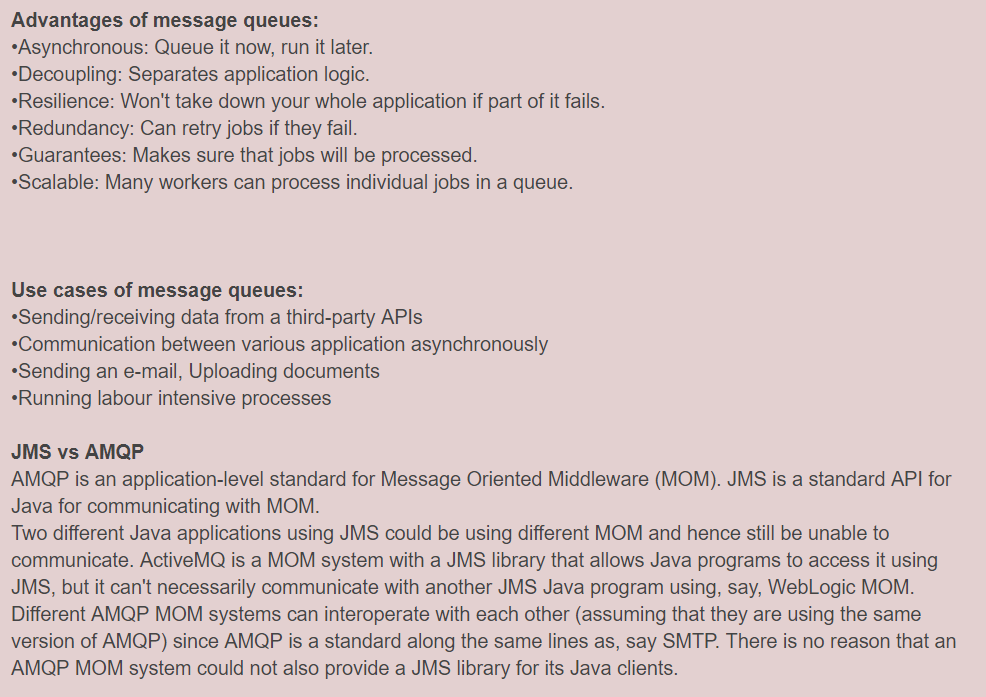 Advantages of message queues:
•Asynchronous: Queue it now, run it later.
•Decoupling: Separates application logic.
•Resilience: Won't take down your whole application if part of it fails.
•Redundancy: Can retry jobs if they fail.
•Guarantees: Makes sure that jobs will be processed.
•Scalable: Many workers can process individual jobs in a queue.
Use cases of message queues:
•Sending/receiving data from a third-party APIs
•Communication between various application asynchronously
•Sending an e-mail, Uploading documents
•Running labour intensive processes
JMS vs AMQP
AMQP is an application-level standard for Message Oriented Middleware (MOM). JMS is a standard API for
Java for communicating with MOM.
Two different Java applications using JMS could be using different MOM and hence still be unable to
communicate. ActiveMQ is a MOM system with a JMS library that allows Java programs to access it using
JMS, but it can't necessarily communicate with another JMS Java program using, say, WebLogic MOM.
Different AMQP MOM systems can interoperate with each other (assuming that they are using the same
version of AMQP) since AMQP is a standard along the same lines as, say SMTP. There is no reason that an
AMQP MOM system could not also provide a JMS library for its Java clients.